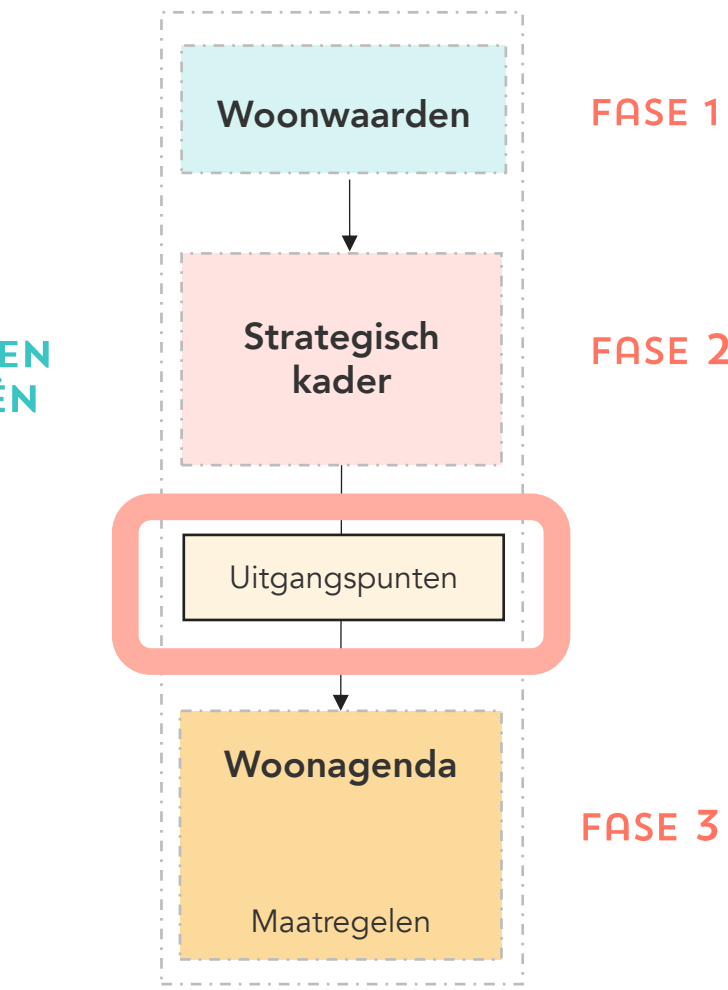 Woonwaarden
FASE 1
Strategisch
kader
FASE 2
Uitgangspunten
Woonagenda
FASE 3
Maatregelen